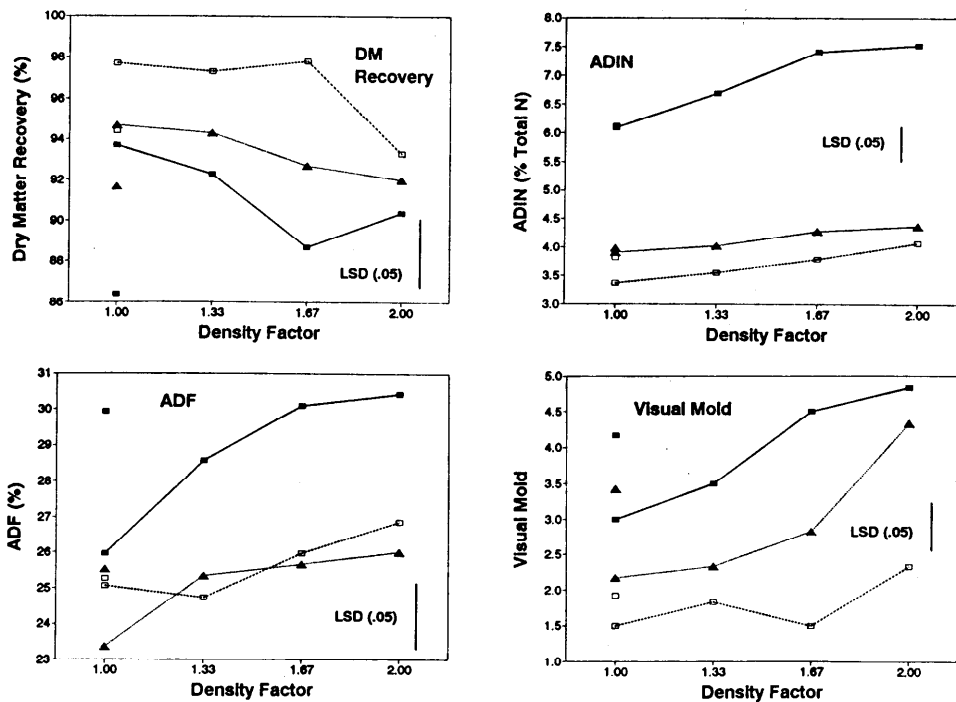 100
98
96
94
92
90
88
86
Dry Matter Recovery (%)
DM
Recovery
LSD (.05)
1.00 1.33 1.67 2.00
Density Factor
8.0
7.5
7.0
6.5
6.0
5.5
5.0
4.5
4.0
3.5
3.0
ADIN (% Total N)
ADIN
LSD (.05)
1.00 1.33 1.67 2.00
Density Factor
31
30
29
28
27
26
25
24
23
ADF (%)
ADF
LSD (.05)
1.00 1.33 1.67 2.00
Density Factor
5.0
4.5
4.0
3.5
3.0
2.5
2.0
1.5
1.0
Visual Mold
Visual Mold
LSD (.05)
1.00 1.33 1.67 2.00
Density Factor